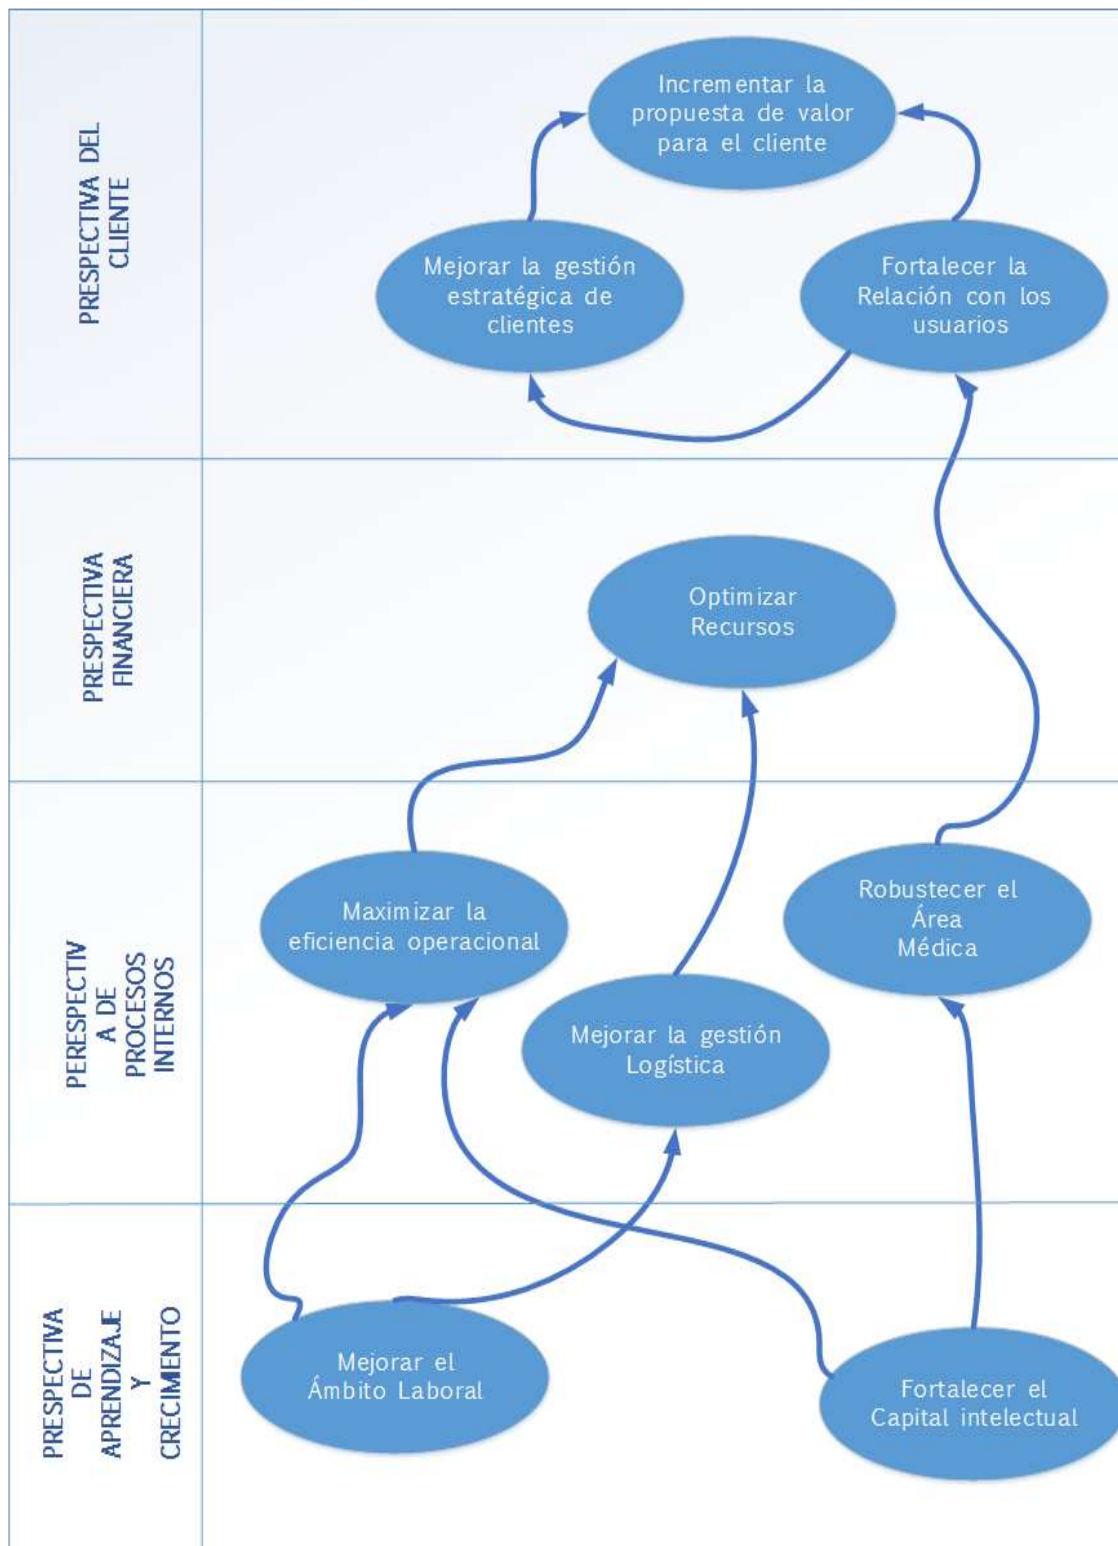 PRESPECTIVA DEL
CLIENTE
Incrementar la
propuesta de valor
para el cliente
Mejorar la gestión
estratégica de
clientes
Fortalecer la
Relación con los
usuarios
PRESPECTIVA
FINANCIERA
Optimizar
Recursos
PERESPECTIV
A DE
PROCESOS
INTERNOS
Maximizar la
eficiencia operacional
Robustecer el
Área
Médica
Mejorar la gestión
Logística
PRESPECTIVA
DE
APRENDIZAJE
Y
CRECIMENTO
Mejorar el
Ámbito Laboral
Fortalecer el
Capital intelectual